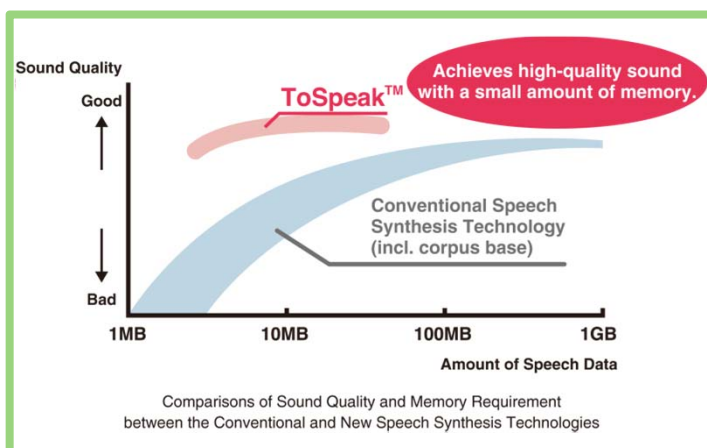 Sound Quality
Good
Bad
ToSpeak™
Achieves high-quality sound
with a small amount of memory.
Conventional Speech
Synthesis Technology
(incl. corpus base)
1MB 10MB 100MB 1GB
Amount of Speech Data
Comparisons of Sound Quality and Memory Requirement
between the Conventional and New Speech Synthesis Technologies